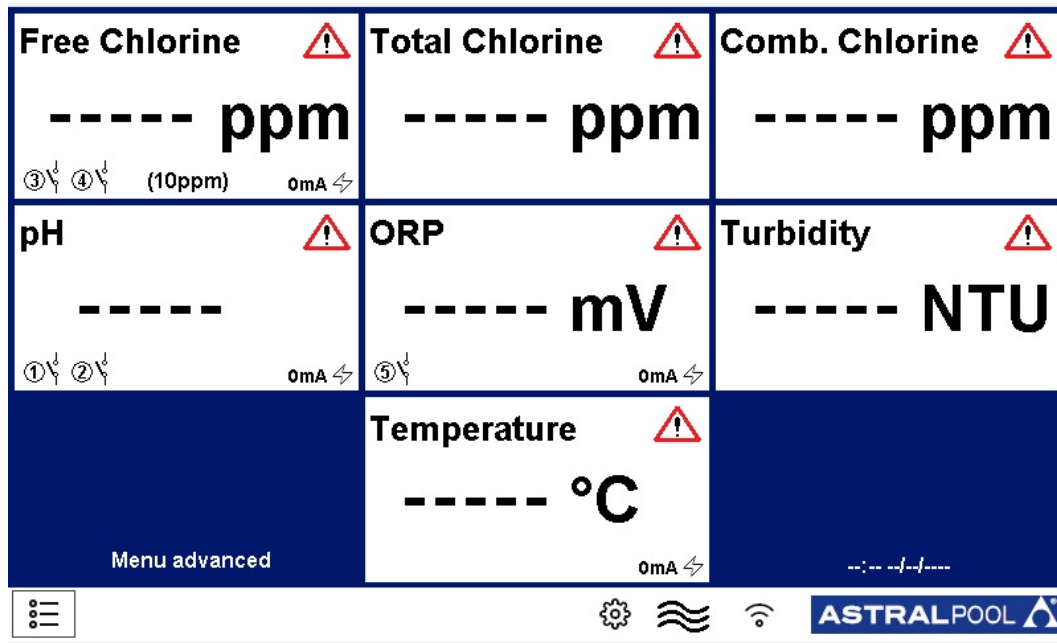 Free Chlorine
----- ppm
③ ④ (10ppm) 0mA
Total Chlorine
----- ppm
Comb. Chlorine
----- ppm
pH
-----
① ② 0mA
ORP
----- mV
⑤ 0mA
Turbidity
----- NTU
Menu advanced
Temperature
----- °C
0mA
--:-- --/--/----
ASTRALPOOL